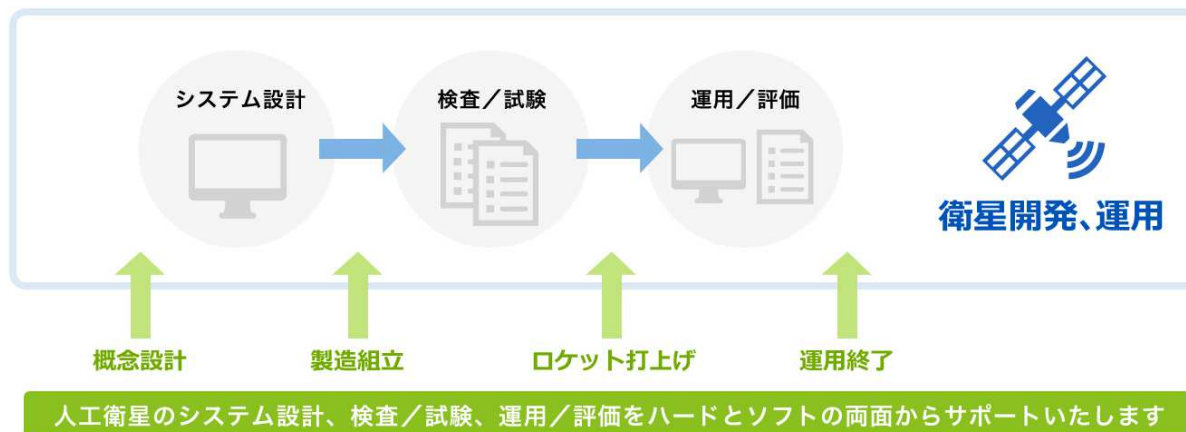 システム設計
検査／試験
運用／評価
衛星開発、運用
概念設計
製造組立
ロケット打上げ
運用終了
人工衛星のシステム設計、検査／試験、運用／評価をハードとソフトの両面からサポートいたします